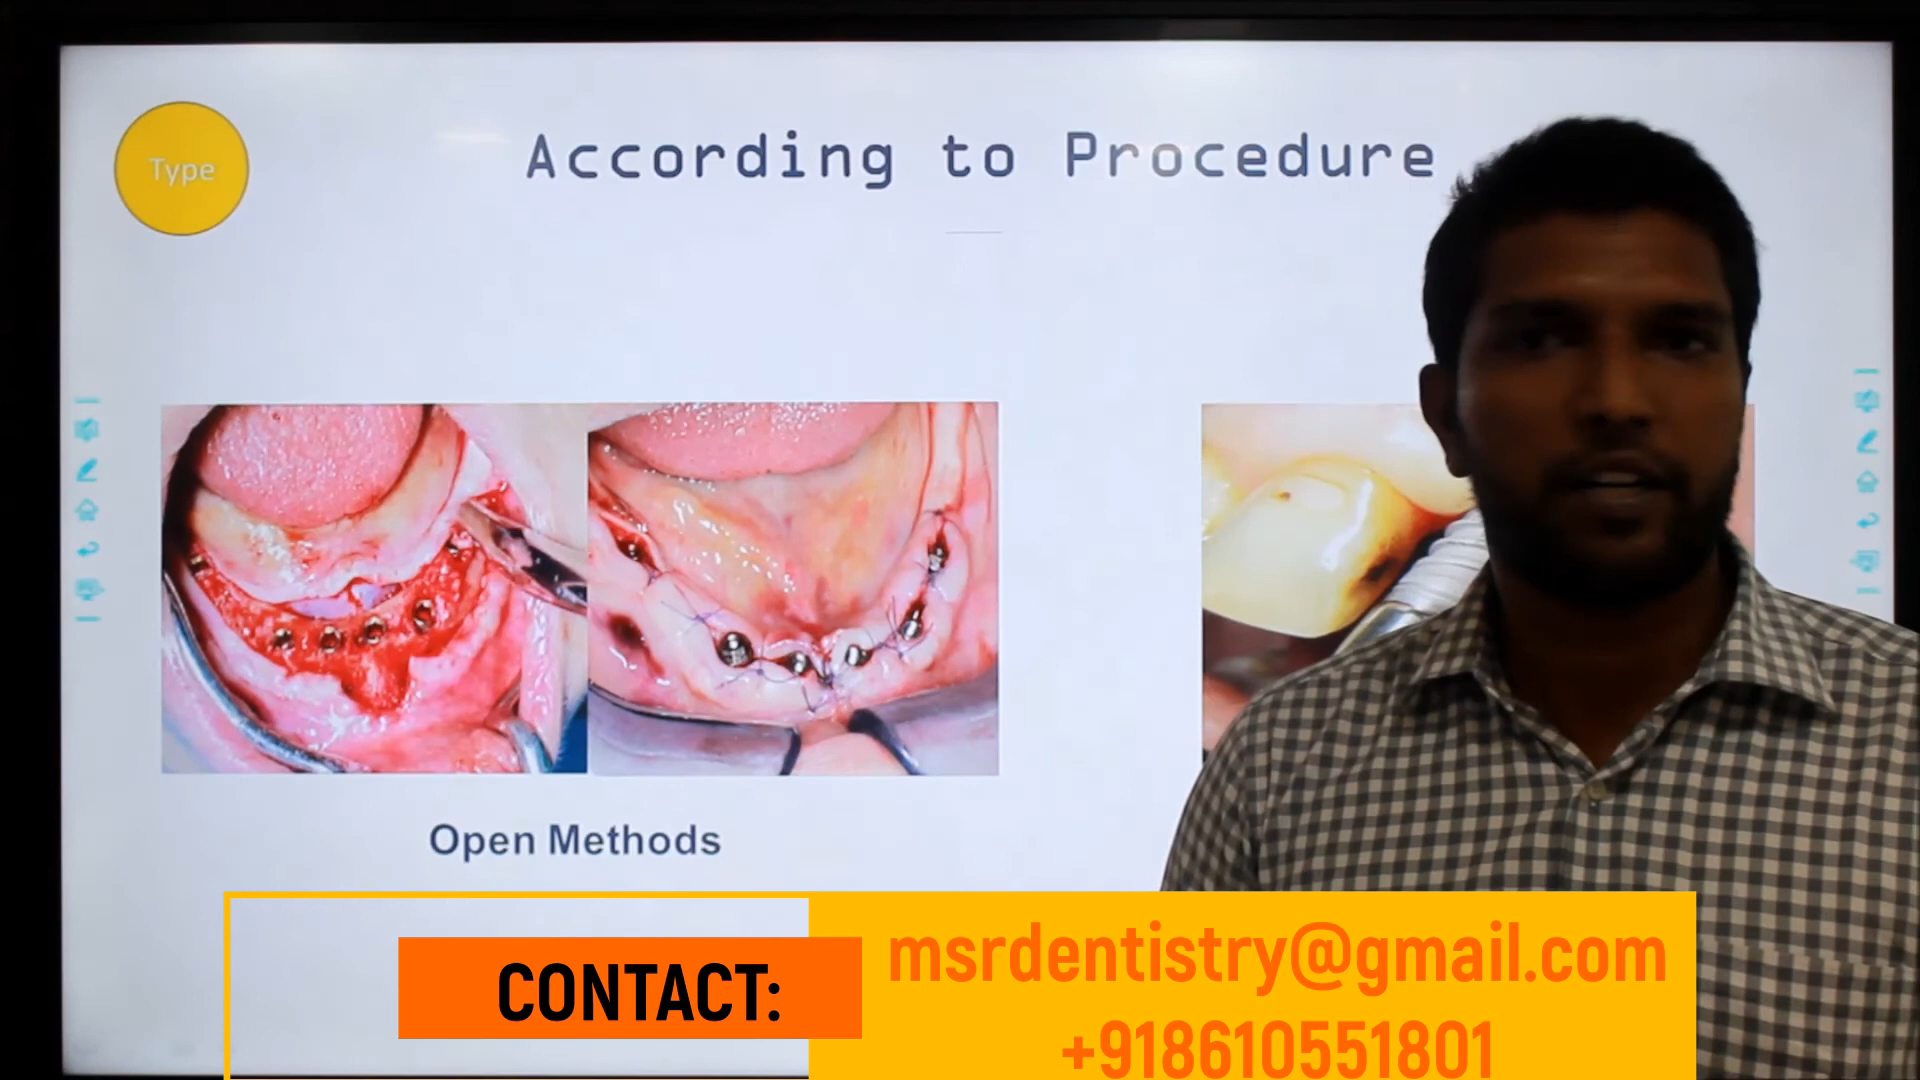 Type
According to Procedure
Open Methods
CONTACT:
msrdentistry@gmail.com
+918610551801